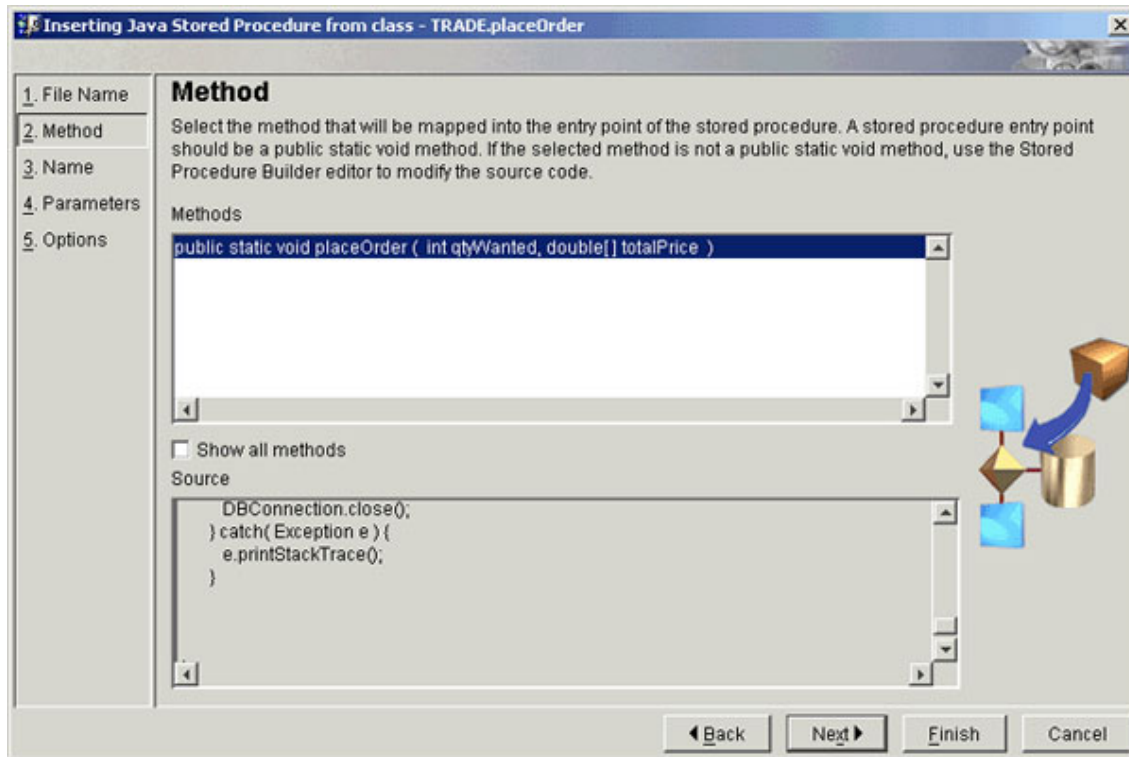 Inserting Java Stored Procedure from class - TRADE.placeOrder
1. File Name
2. Method
3. Name
4. Parameters
5. Options
Method
Select the method that will be mapped into the entry point of the stored procedure. A stored procedure entry point
should be a public static void method. If the selected method is not a public static void method, use the Stored
Procedure Builder editor to modify the source code.
Methods
public static void placeOrder ( int qtyWanted, double[] totalPrice )
Show all methods
Source
DBConnection.close();
} catch( Exception e ) {
e.printStackTrace();
}
Back
Next
Finish
Cancel